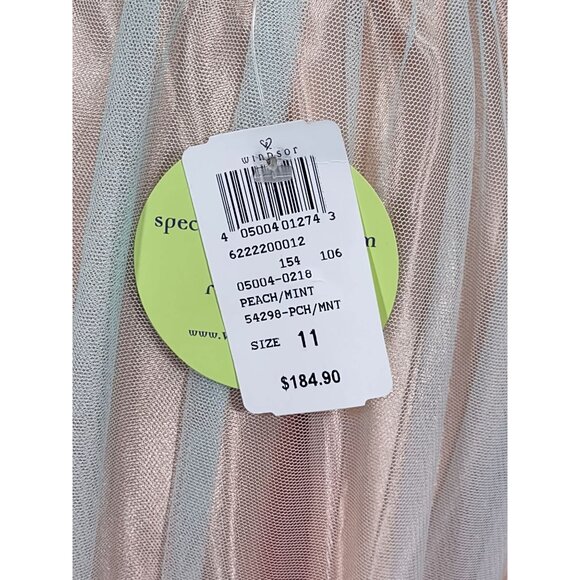 WINDSOR
4 05004 01274 3
6222200012
154 106
05004-0218
PEACH/MINT
54298-PCH/MNT
SIZE 11
$184.90
spec
www.